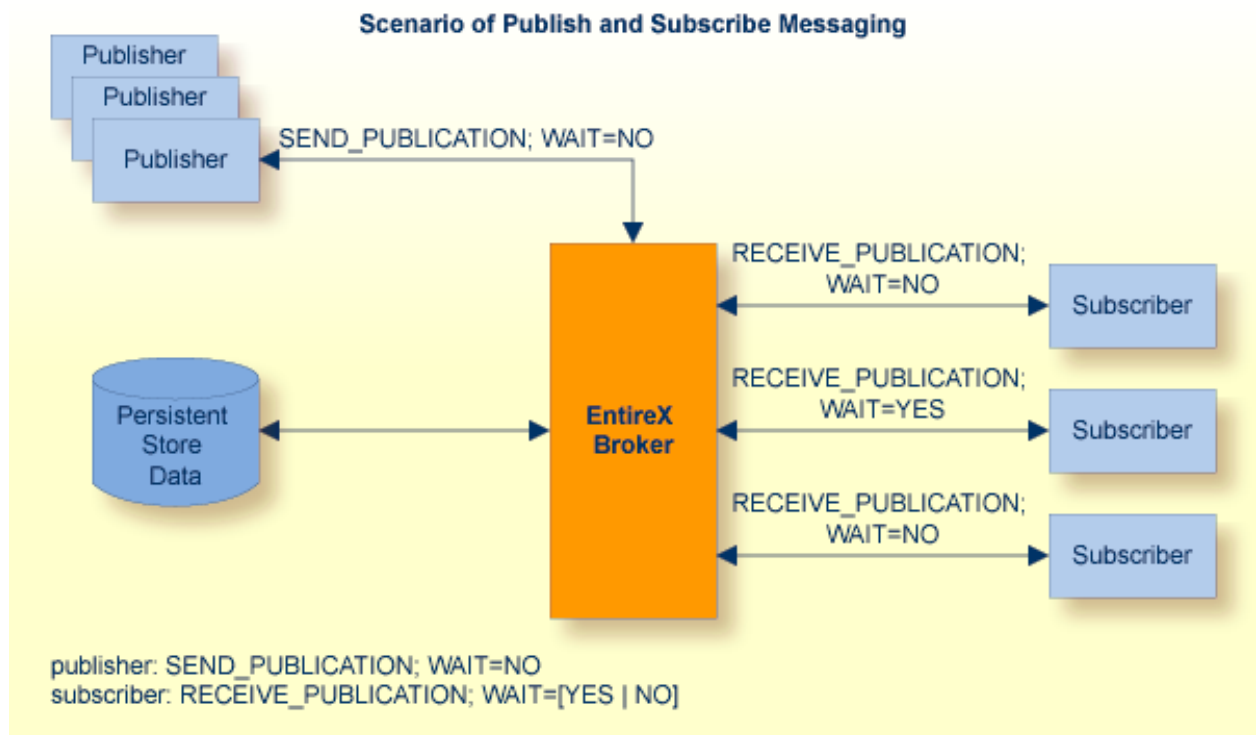 Scenario of Publish and Subscribe Messaging
Publisher
Publisher
Publisher
SEND_PUBLICATION; WAIT=NO
RECEIVE_PUBLICATION;
WAIT=NO
Subscriber
Persistent
Store
Data
EntireX
Broker
RECEIVE_PUBLICATION;
WAIT=YES
Subscriber
RECEIVE_PUBLICATION;
WAIT=NO
Subscriber
publisher: SEND_PUBLICATION; WAIT=NO
subscriber: RECEIVE_PUBLICATION; WAIT=[YES | NO]